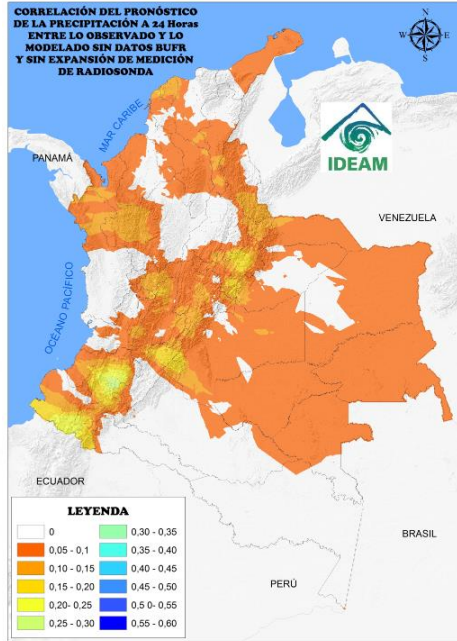 CORRELACIÓN DEL PRONÓSTICO
DE LA PRECIPITACIÓN A 24 Horas
ENTRE LO OBSERVADO Y LO
MODELADO SIN DATOS BUFR
Y SIN EXPANSIÓN DE MEDICIÓN
DE RADIOSONDA
N
W
E
S
MAR CARIBE
IDEAM
PANAMÁ
VENEZUELA
OCÉANO PACÍFICO
ECUADOR
BRASIL
PERÚ
LEYENDA
0
0,05 - 0,1
0,10 - 0,15
0,15 - 0,20
0,20- 0,25
0,25 - 0,30
0,30 - 0,35
0,35 - 0,40
0,40 - 0,45
0,45 - 0,50
0,5 0- 0,55
0,55 - 0,60